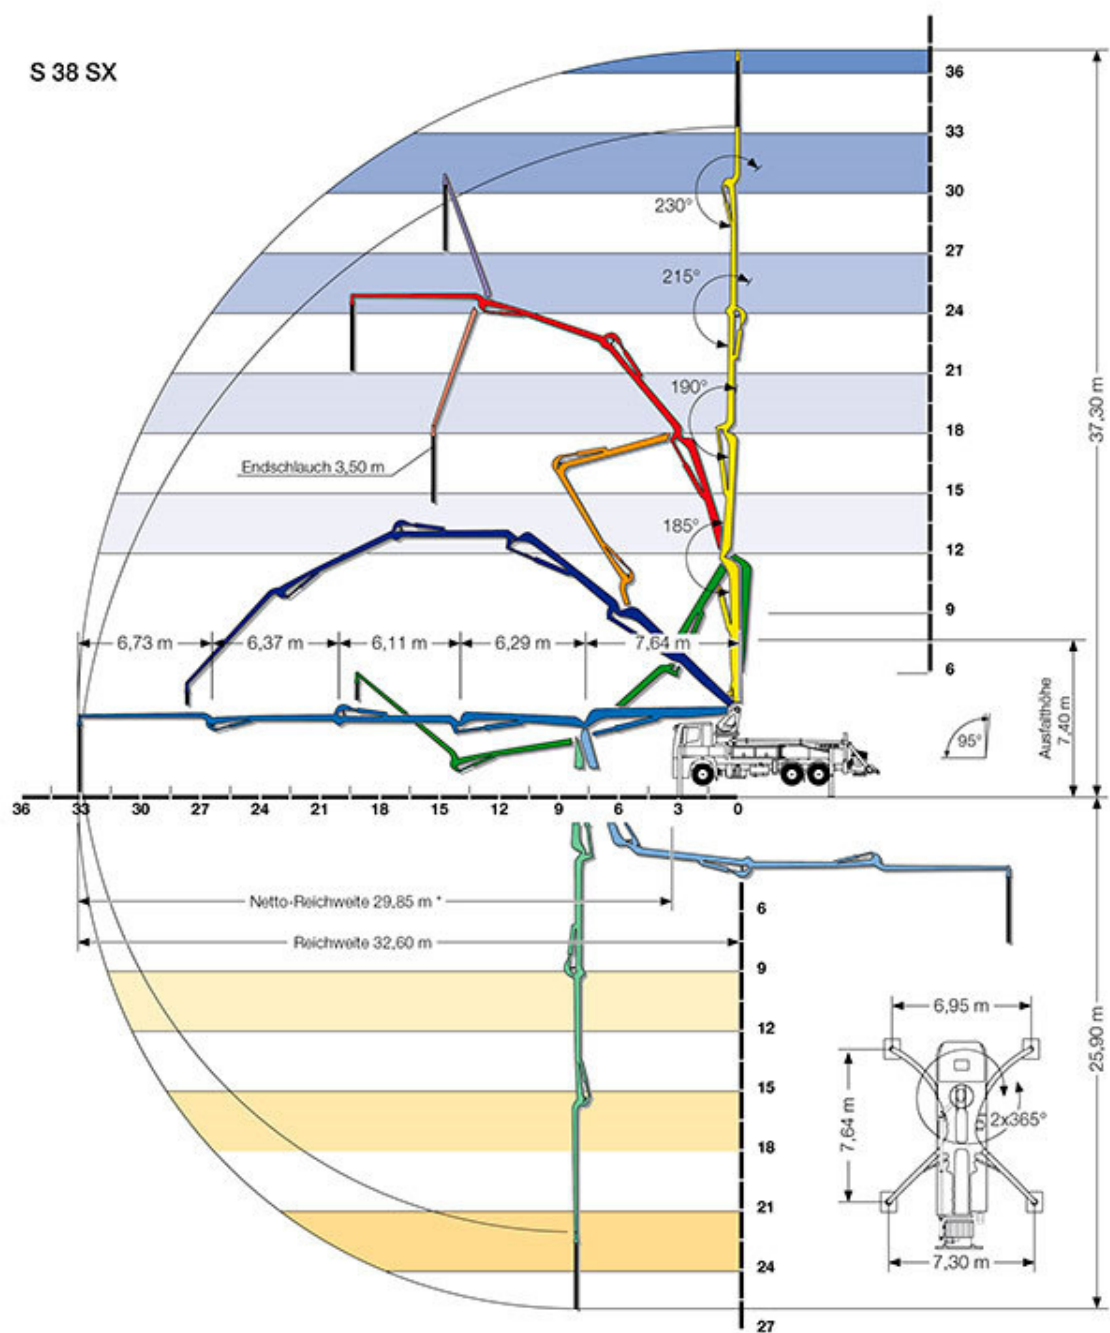 S 38 SX
36
33
230°
30
27
215°
24
21
37,30 m
190°
18
Endschlauch 3,50 m
15
185°
12
9
6,73 m
6,37 m
6,11 m
6,29 m
7,64 m
6
Ausfalthöhe
7,40 m
95°
36 33 30 27 24 21 18 15 12 9 6 3 0
Netto-Reichweite 29,85 m *
6
Reichweite 32,60 m
9
6,95 m
12
25,90 m
15
7,64 m
2x365°
18
21
24
7,30 m
27